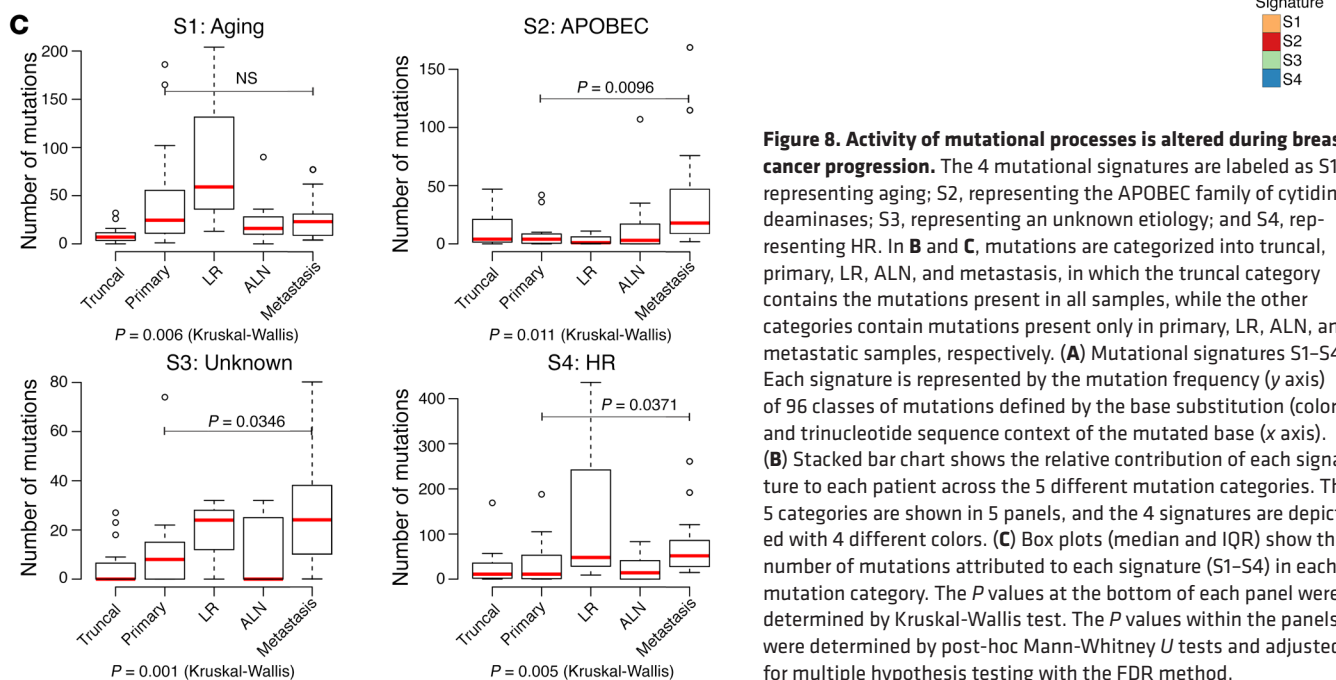 C
S1: Aging
Number of mutations
200
150
100
50
0
NS
Truncal
Primary
LR
ALN
Metastasis
P = 0.006 (Kruskal-Wallis)
S2: APOBEC
Number of mutations
150
100
50
0
P = 0.0096
Truncal
Primary
LR
ALN
Metastasis
P = 0.011 (Kruskal-Wallis)
S3: Unknown
Number of mutations
80
60
40
20
0
P = 0.0346
Truncal
Primary
LR
ALN
Metastasis
P = 0.001 (Kruskal-Wallis)
S4: HR
Number of mutations
400
300
200
100
0
P = 0.0371
Truncal
Primary
LR
ALN
Metastasis
P = 0.005 (Kruskal-Wallis)
Signature
S1
S2
S3
S4
Figure 8. Activity of mutational processes is altered during breas
cancer progression. The 4 mutational signatures are labeled as S1
representing aging; S2, representing the APOBEC family of cytidin
deaminases; S3, representing an unknown etiology; and S4, rep-
resenting HR. In B and C, mutations are categorized into truncal,
primary, LR, ALN, and metastasis, in which the truncal category
contains the mutations present in all samples, while the other
categories contain mutations present only in primary, LR, ALN, an
metastatic samples, respectively. (A) Mutational signatures S1–S4
Each signature is represented by the mutation frequency (y axis)
of 96 classes of mutations defined by the base substitution (color
and trinucleotide sequence context of the mutated base (x axis).
(B) Stacked bar chart shows the relative contribution of each signa
ture to each patient across the 5 different mutation categories. Th
5 categories are shown in 5 panels, and the 4 signatures are depict
ed with 4 different colors. (C) Box plots (median and IQR) show th
number of mutations attributed to each signature (S1–S4) in each
mutation category. The P values at the bottom of each panel were
determined by Kruskal-Wallis test. The P values within the panels
were determined by post-hoc Mann-Whitney U tests and adjusted
for multiple hypothesis testing with the FDR method.